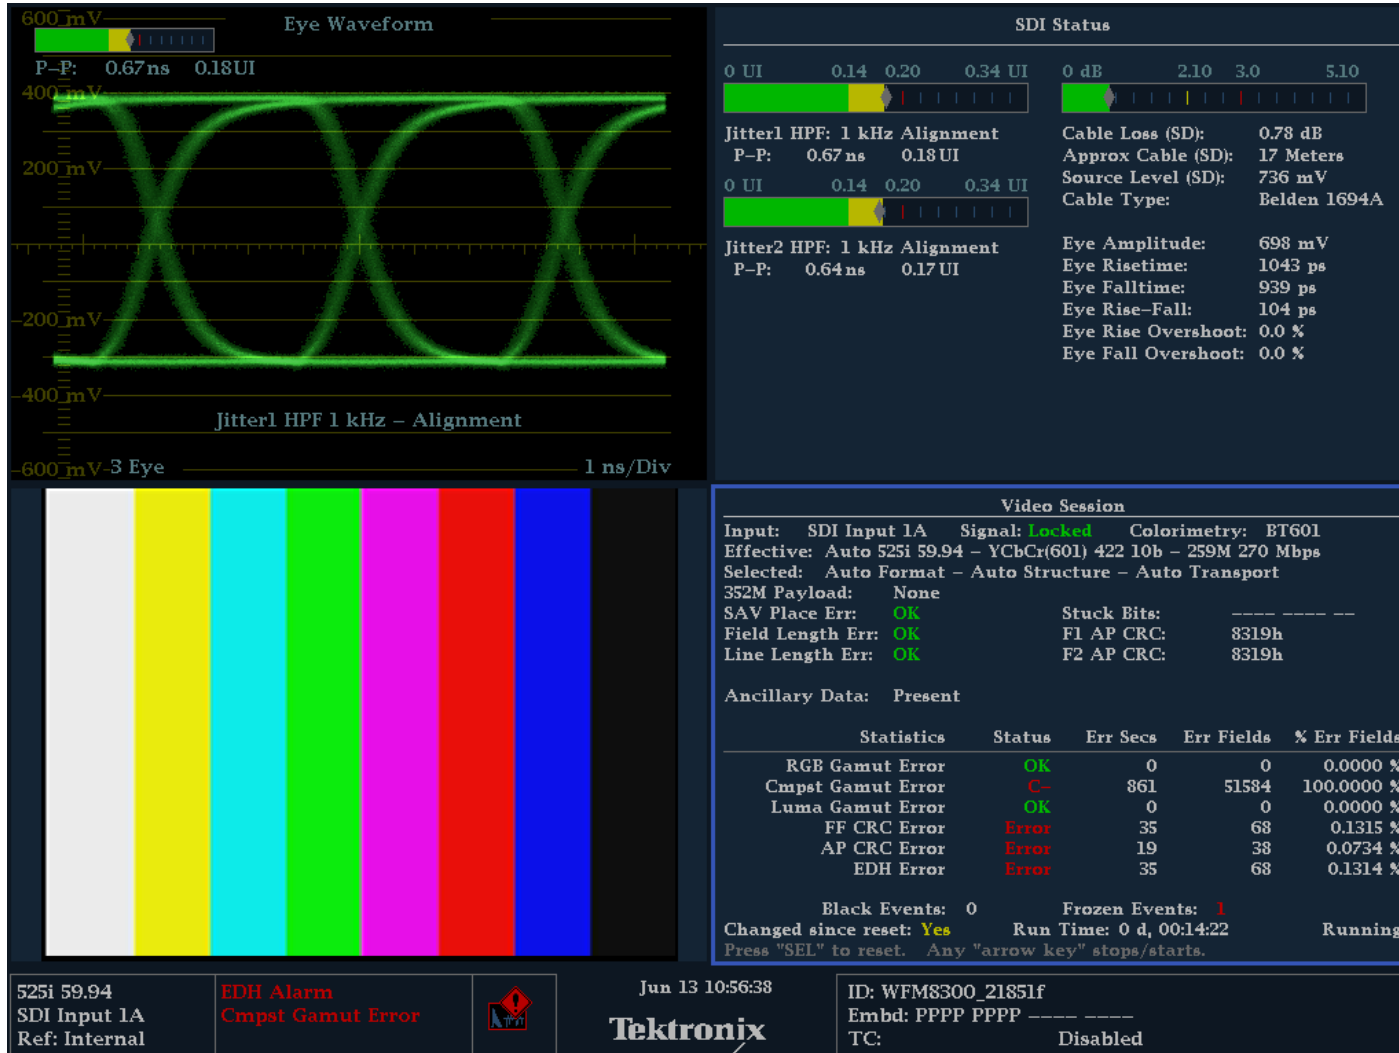 600 mV
Eye Waveform
P-P: 0.67 ns 0.18 UI
400 mV
200 mV
-200 mV
-400 mV
Jitter1 HPF 1 kHz - Alignment
-600 mV
3 Eye
1 ns/Div
SDI Status
0 UI 0.14 0.20 0.34 UI
Jitter1 HPF: 1 kHz Alignment
P-P: 0.67 ns 0.18 UI
0 UI 0.14 0.20 0.34 UI
Jitter2 HPF: 1 kHz Alignment
P-P: 0.64 ns 0.17 UI
0 dB 2.10 3.0 5.10
Cable Loss (SD): 0.78 dB
Approx Cable (SD): 17 Meters
Source Level (SD): 736 mV
Cable Type: Belden 1694A
Eye Amplitude: 698 mV
Eye Risetime: 1043 ps
Eye Falltime: 939 ps
Eye Rise-Fall: 104 ps
Eye Rise Overshoot: 0.0 %
Eye Fall Overshoot: 0.0 %
Video Session
Input: SDI Input 1A Signal: Locked Colorimetry: BT601
Effective: Auto 525i 59.94 - YCbCr(601) 422 10b - 259M 270 Mbps
Selected: Auto Format - Auto Structure - Auto Transport
352M Payload: None
SAV Place Err: OK Stuck Bits: ---- ---- --
Field Length Err: OK F1 AP CRC: 8319h
Line Length Err: OK F2 AP CRC: 8319h
Ancillary Data: Present
Statistics Status Err Secs Err Fields % Err Fields
RGB Gamut Error OK 0 0 0.0000 %
Cmpst Gamut Error C- 861 51584 100.0000 %
Luma Gamut Error OK 0 0 0.0000 %
FF CRC Error Error 35 68 0.1315 %
AP CRC Error Error 19 38 0.0734 %
EDH Error Error 35 68 0.1314 %
Black Events: 0 Frozen Events: 1
Changed since reset: Yes Run Time: 0 d, 00:14:22 Running
Press "SEL" to reset. Any "arrow key" stops/starts.
525i 59.94
SDI Input 1A
Ref: Internal
EDH Alarm
Cmpst Gamut Error
Jun 13 10:56:38
Tektronix
ID: WFM8300_21851f
Embd: PPPP PPPP ---- ----
TC: Disabled